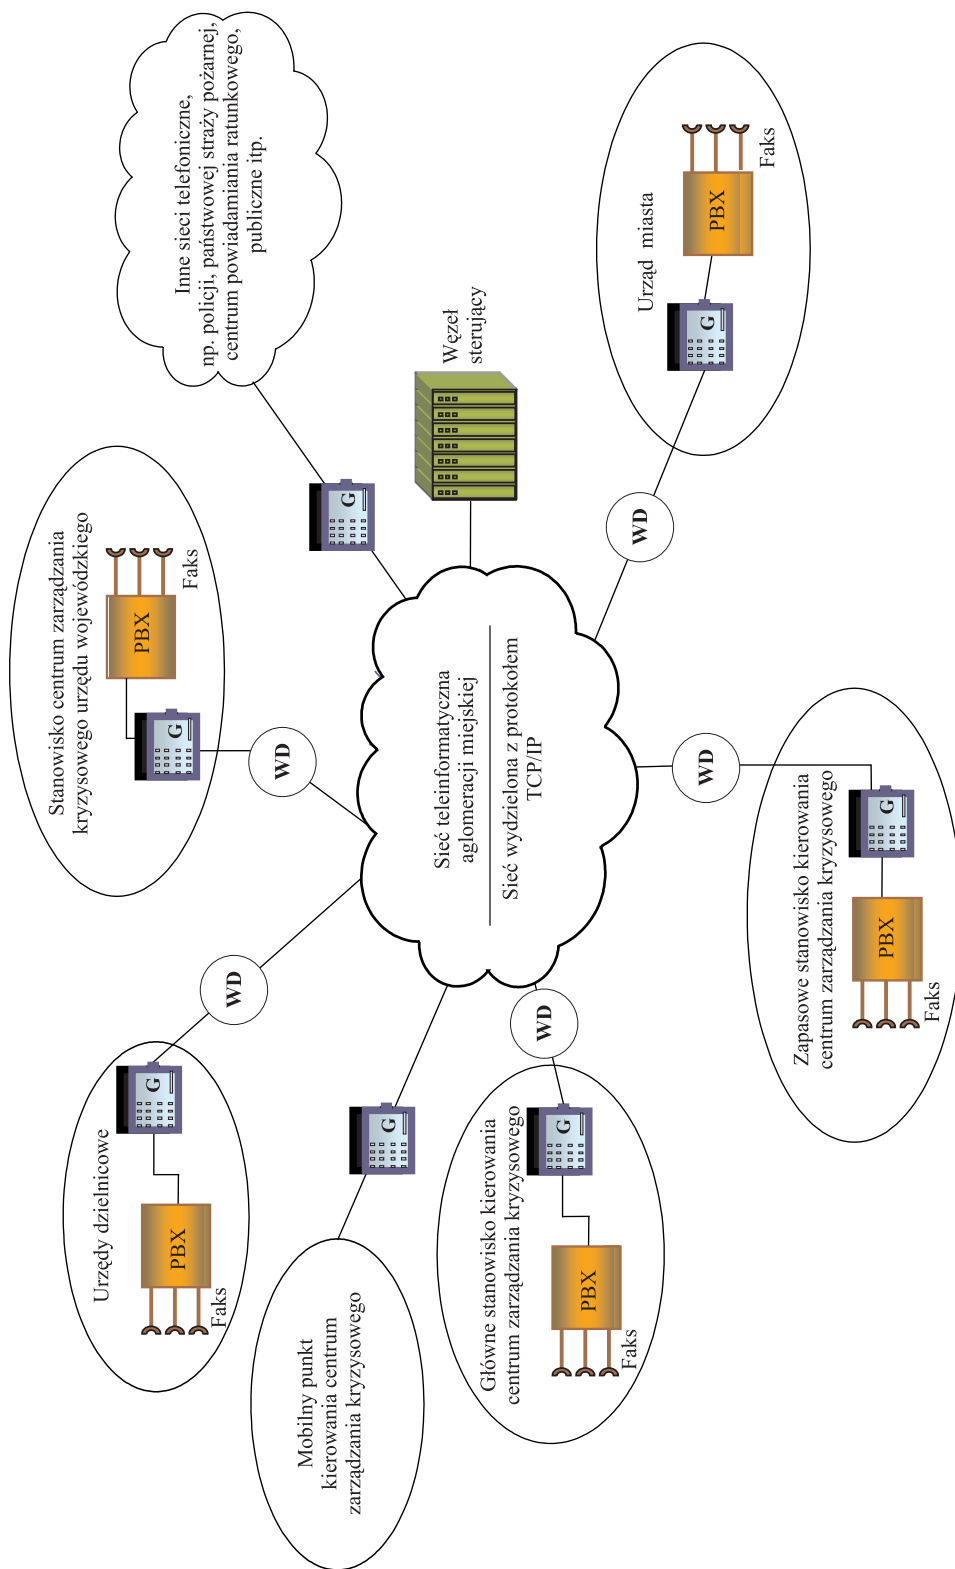 Urzędy dzielnicowe
G
PBX
Faks
WD
Stanowisko centrum zarządzania
kryzysowego urzędu wojewódzkiego
G
PBX
Faks
WD
Inne sieci telefoniczne,
np. policji, państwowej straży pożarnej,
centrum powiadamiania ratunkowego,
publiczne itp.
G
Mobilny punkt
kierowania centrum
zarządzania kryzysowego
G
Sieć teleinformatyczna
aglomeracji miejskiej
Sieć wydzielona z protokołem
TCP/IP
Węzeł
sterujący
Główne stanowisko kierowania
centrum zarządzania kryzysowego
G
PBX
Faks
WD
Zapasowe stanowisko kierowania
centrum zarządzania kryzysowego
G
PBX
Faks
WD
Urząd miasta
G
PBX
Faks
WD